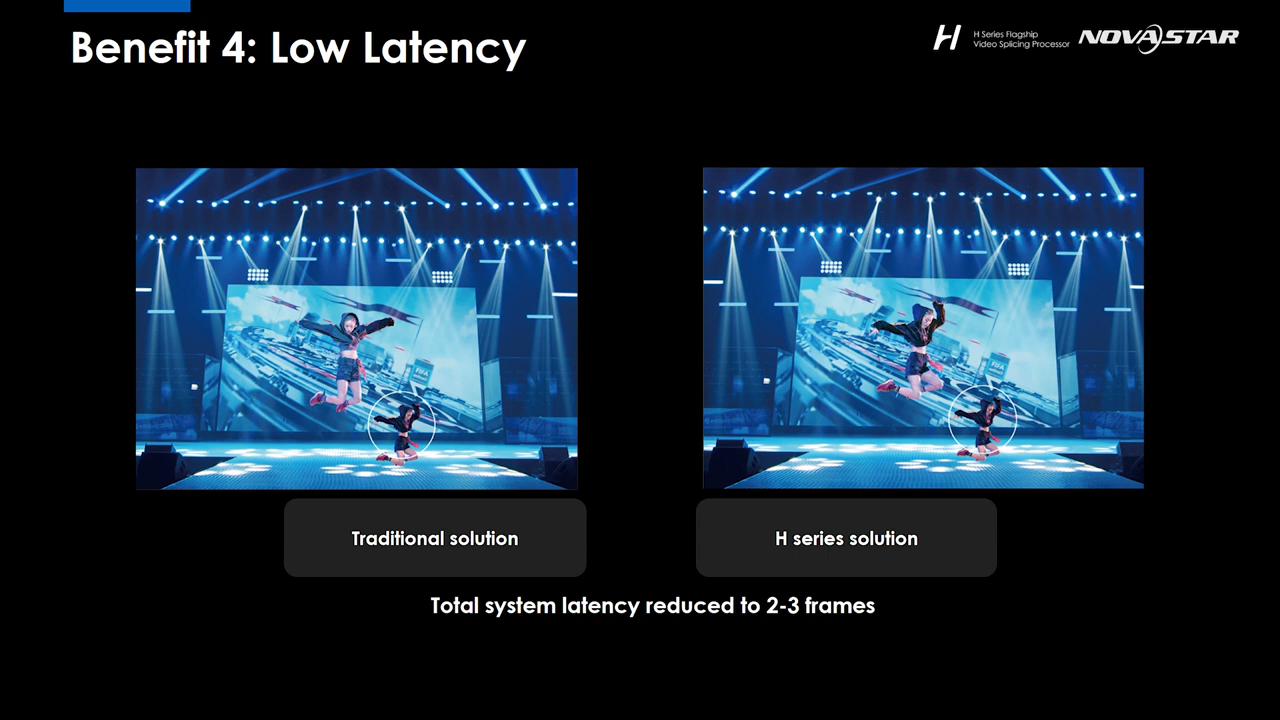 Benefit 4: Low Latency
H Series Flagship
Video Splicing Processor
NOVASTAR
FIFA
Traditional solution
H series solution
Total system latency reduced to 2-3 frames